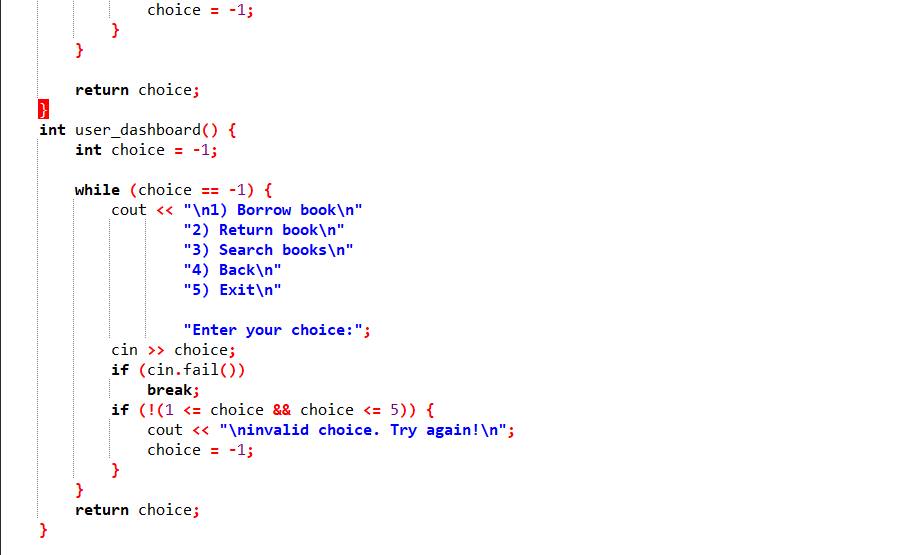 choice = -1;
        }
    }

    return choice;
}
int user_dashboard() {
    int choice = -1;

    while (choice == -1) {
        cout << "\n1) Borrow book\n"
                "2) Return book\n"
                "3) Search books\n"
                "4) Back\n"
                "5) Exit\n"

                "Enter your choice:";
        cin >> choice;
        if (cin.fail())
            break;
        if (!(1 <= choice && choice <= 5)) {
            cout << "\ninvalid choice. Try again!\n";
            choice = -1;
        }
    }
    return choice;
}